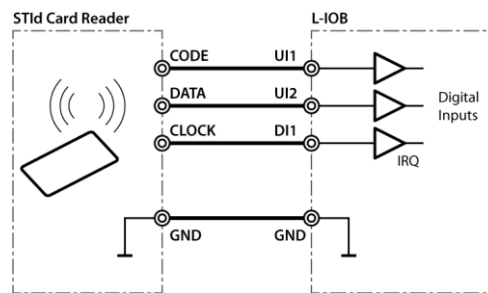 STId Card Reader
L-IOB
CODE
UI1
DATA
UI2
Digital
Inputs
CLOCK
DI1
IRQ
GND
GND